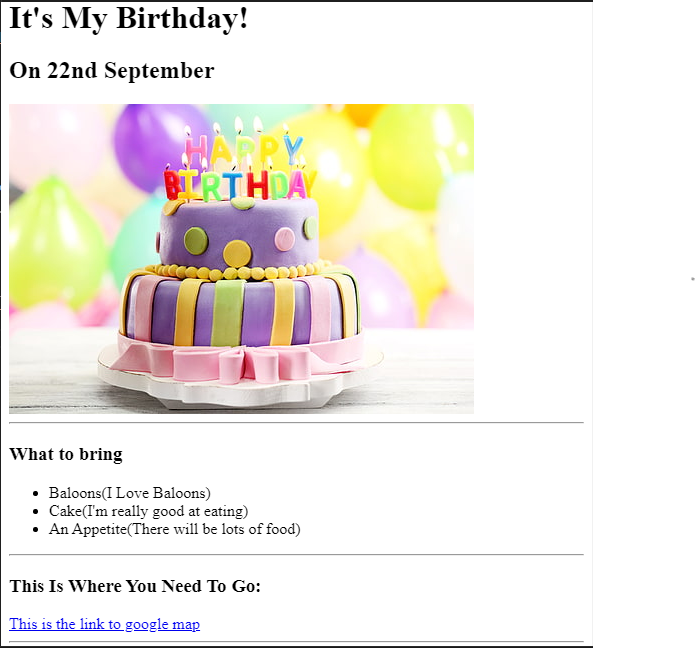 It's My Birthday!
On 22nd September
HAPPY
BIRTHDAY
What to bring
Baloons(I Love Baloons)
Cake(I'm really good at eating)
An Appetite(There will be lots of food)
This Is Where You Need To Go:
This is the link to google map